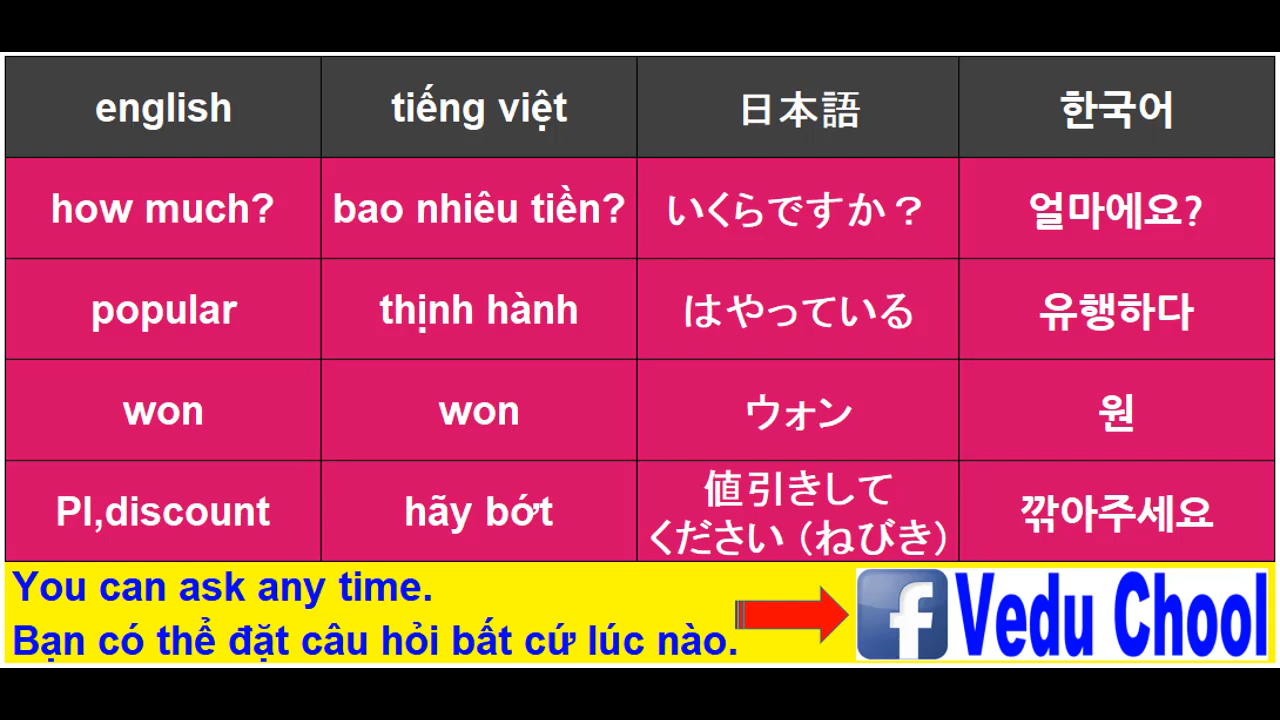 english tiếng việt 日本語 한국어
how much? bao nhiêu tiền? いくらですか？ 얼마에요?
popular thịnh hành はやっている 유행하다
won won ウォン 원
Pl,discount hãy bớt 値引きして
ください（ねびき） 깎아주세요
You can ask any time.
Bạn có thể đặt câu hỏi bất cứ lúc nào.
f Vedu Chool